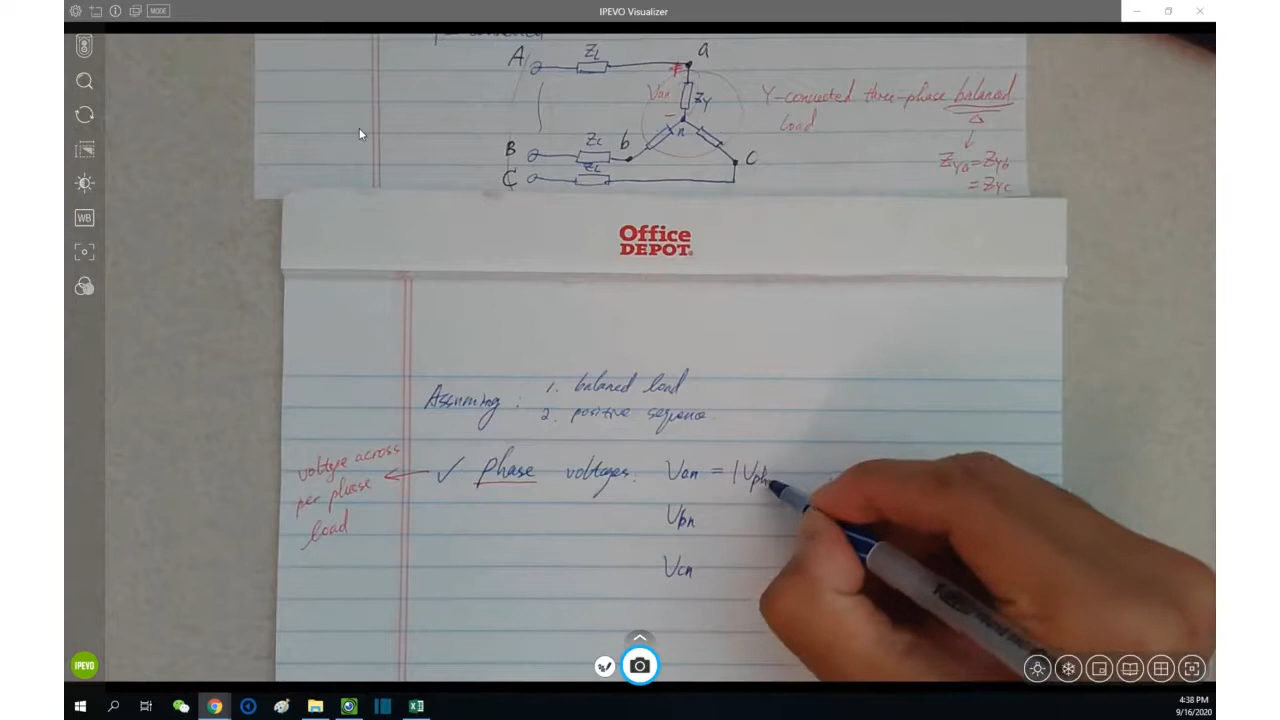 IPEVO Visualizer
MODE
WB
A
ZL
a
Van
ZY
Y-connected three-phase balanced
load
n
B
ZL
b
C
ZL
C
ZYa = ZYb
= ZYc
Office
DEPOT.
Assuming : 1. balanced load
2. positive sequence.
voltage across
per phase
load
✓ phase voltages: Van = |Vph
Vbn
Vcn
IPEVO
4:38 PM
9/16/2020